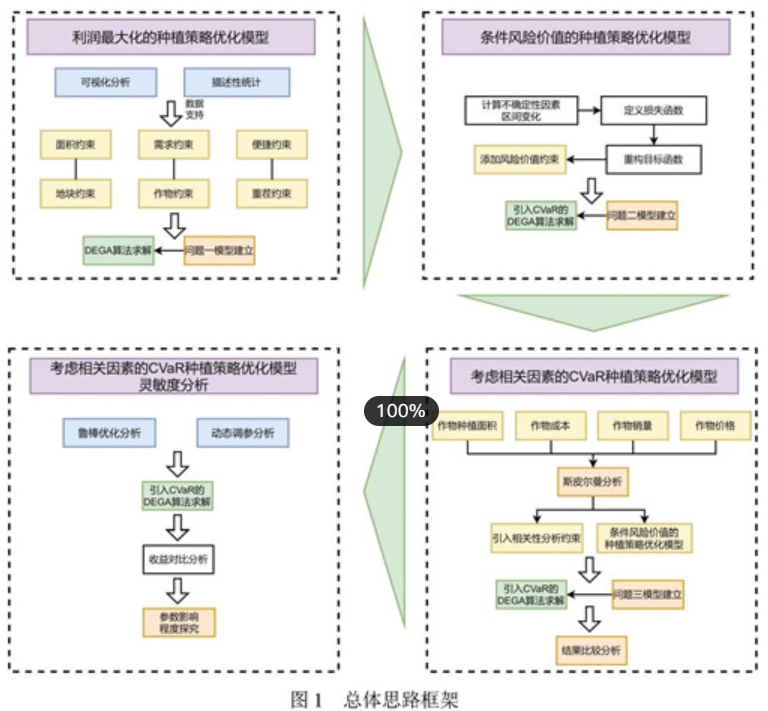 利润最大化的种植策略优化模型
可视化分析
描述性统计
数据
支持
面积约束
需求约束
便捷约束
地块约束
作物约束
重茬约束
DEGA算法求解
问题一模型建立
条件风险价值的种植策略优化模型
计算不确定性因素
区间变化
定义损失函数
添加风险价值约束
重构目标函数
引入CVaR的
DEGA算法求解
问题二模型建立
考虑相关因素的CVaR种植策略优化模型
灵敏度分析
鲁棒优化分析
动态调参分析
引入CVaR的
DEGA算法求解
收益对比分析
参数影响
程度探究
100%
考虑相关因素的CVaR种植策略优化模型
作物种植面积
作物成本
作物销量
作物价格
斯皮尔曼分析
引入相关性分析约束
条件风险价值的
种植策略优化模型
引入CVaR的
DEGA算法求解
问题三模型建立
结果比较分析
图 1 总体思路框架